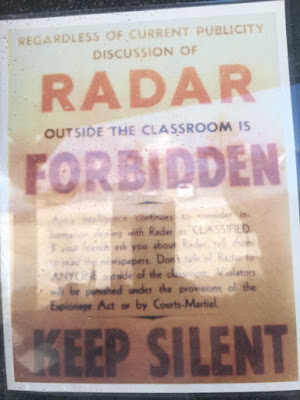 REGARDLESS OF CURRENT PUBLICITY
DISCUSSION OF
RADAR
OUTSIDE THE CLASSROOM IS
FORBIDDEN
Army Intelligence continues to consider in-
formation dealing with Radar as CLASSIFIED.
If your friends ask you about Radar, tell them
to read the newspapers. Don't talk of Radar to
ANYONE outside of the classroom. Violators
will be punished under the provisions of the
Espionage Act or by Courts-Martial.
KEEP SILENT